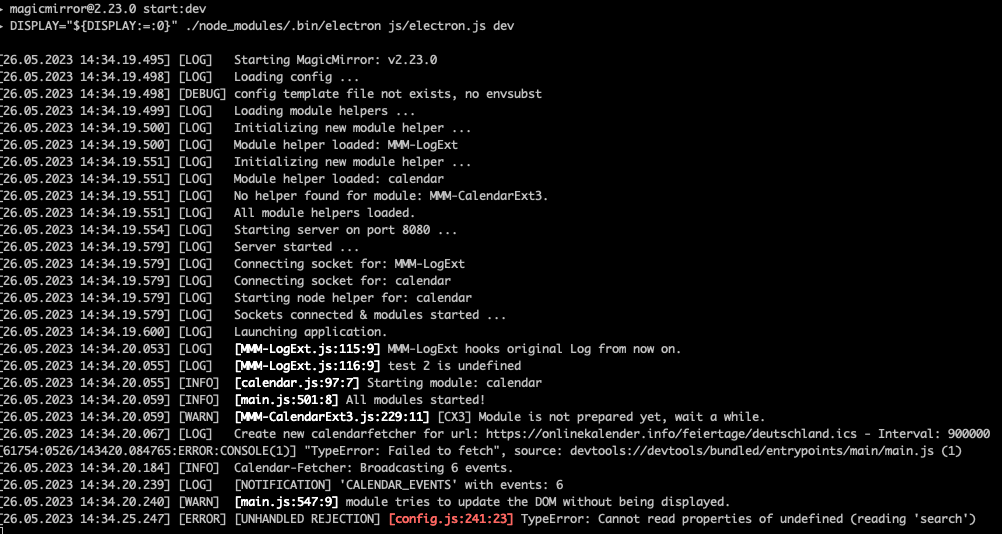 ▸ magicmirror@2.23.0 start:dev
▸ DISPLAY="${DISPLAY:=:0}" ./node_modules/.bin/electron js/electron.js dev
[26.05.2023 14:34.19.495] [LOG]   Starting MagicMirror: v2.23.0
[26.05.2023 14:34.19.498] [LOG]   Loading config ...
[26.05.2023 14:34.19.498] [DEBUG] config template file not exists, no envsubst
[26.05.2023 14:34.19.499] [LOG]   Loading module helpers ...
[26.05.2023 14:34.19.500] [LOG]   Initializing new module helper ...
[26.05.2023 14:34.19.500] [LOG]   Module helper loaded: MMM-LogExt
[26.05.2023 14:34.19.551] [LOG]   Initializing new module helper ...
[26.05.2023 14:34.19.551] [LOG]   Module helper loaded: calendar
[26.05.2023 14:34.19.551] [LOG]   No helper found for module: MMM-CalendarExt3.
[26.05.2023 14:34.19.551] [LOG]   All module helpers loaded.
[26.05.2023 14:34.19.554] [LOG]   Starting server on port 8080 ...
[26.05.2023 14:34.19.579] [LOG]   Server started ...
[26.05.2023 14:34.19.579] [LOG]   Connecting socket for: MMM-LogExt
[26.05.2023 14:34.19.579] [LOG]   Connecting socket for: calendar
[26.05.2023 14:34.19.579] [LOG]   Starting node helper for: calendar
[26.05.2023 14:34.19.579] [LOG]   Sockets connected & modules started ...
[26.05.2023 14:34.19.600] [LOG]   Launching application.
[26.05.2023 14:34.20.053] [LOG]   [MMM-LogExt.js:115:9] MMM-LogExt hooks original Log from now on.
[26.05.2023 14:34.20.055] [LOG]   [MMM-LogExt.js:116:9] test 2 is undefined
[26.05.2023 14:34.20.055] [INFO]  [calendar.js:97:7] Starting module: calendar
[26.05.2023 14:34.20.059] [INFO]  [main.js:501:8] All modules started!
[26.05.2023 14:34.20.059] [WARN]  [MMM-CalendarExt3.js:229:11] [CX3] Module is not prepared yet, wait a while.
[26.05.2023 14:34.20.067] [LOG]   Create new calendarfetcher for url: https://onlinekalender.info/feiertage/deutschland.ics - Interval: 900000
[61754:0526/143420.084765:ERROR:CONSOLE(1)] "TypeError: Failed to fetch", source: devtools://devtools/bundled/entrypoints/main/main.js (1)
[26.05.2023 14:34.20.184] [INFO]  Calendar-Fetcher: Broadcasting 6 events.
[26.05.2023 14:34.20.239] [LOG]   [NOTIFICATION] 'CALENDAR_EVENTS' with events: 6
[26.05.2023 14:34.20.240] [WARN]  [main.js:547:9] module tries to update the DOM without being displayed.
[26.05.2023 14:34.25.247] [ERROR] [UNHANDLED REJECTION] [config.js:241:23] TypeError: Cannot read properties of undefined (reading 'search')